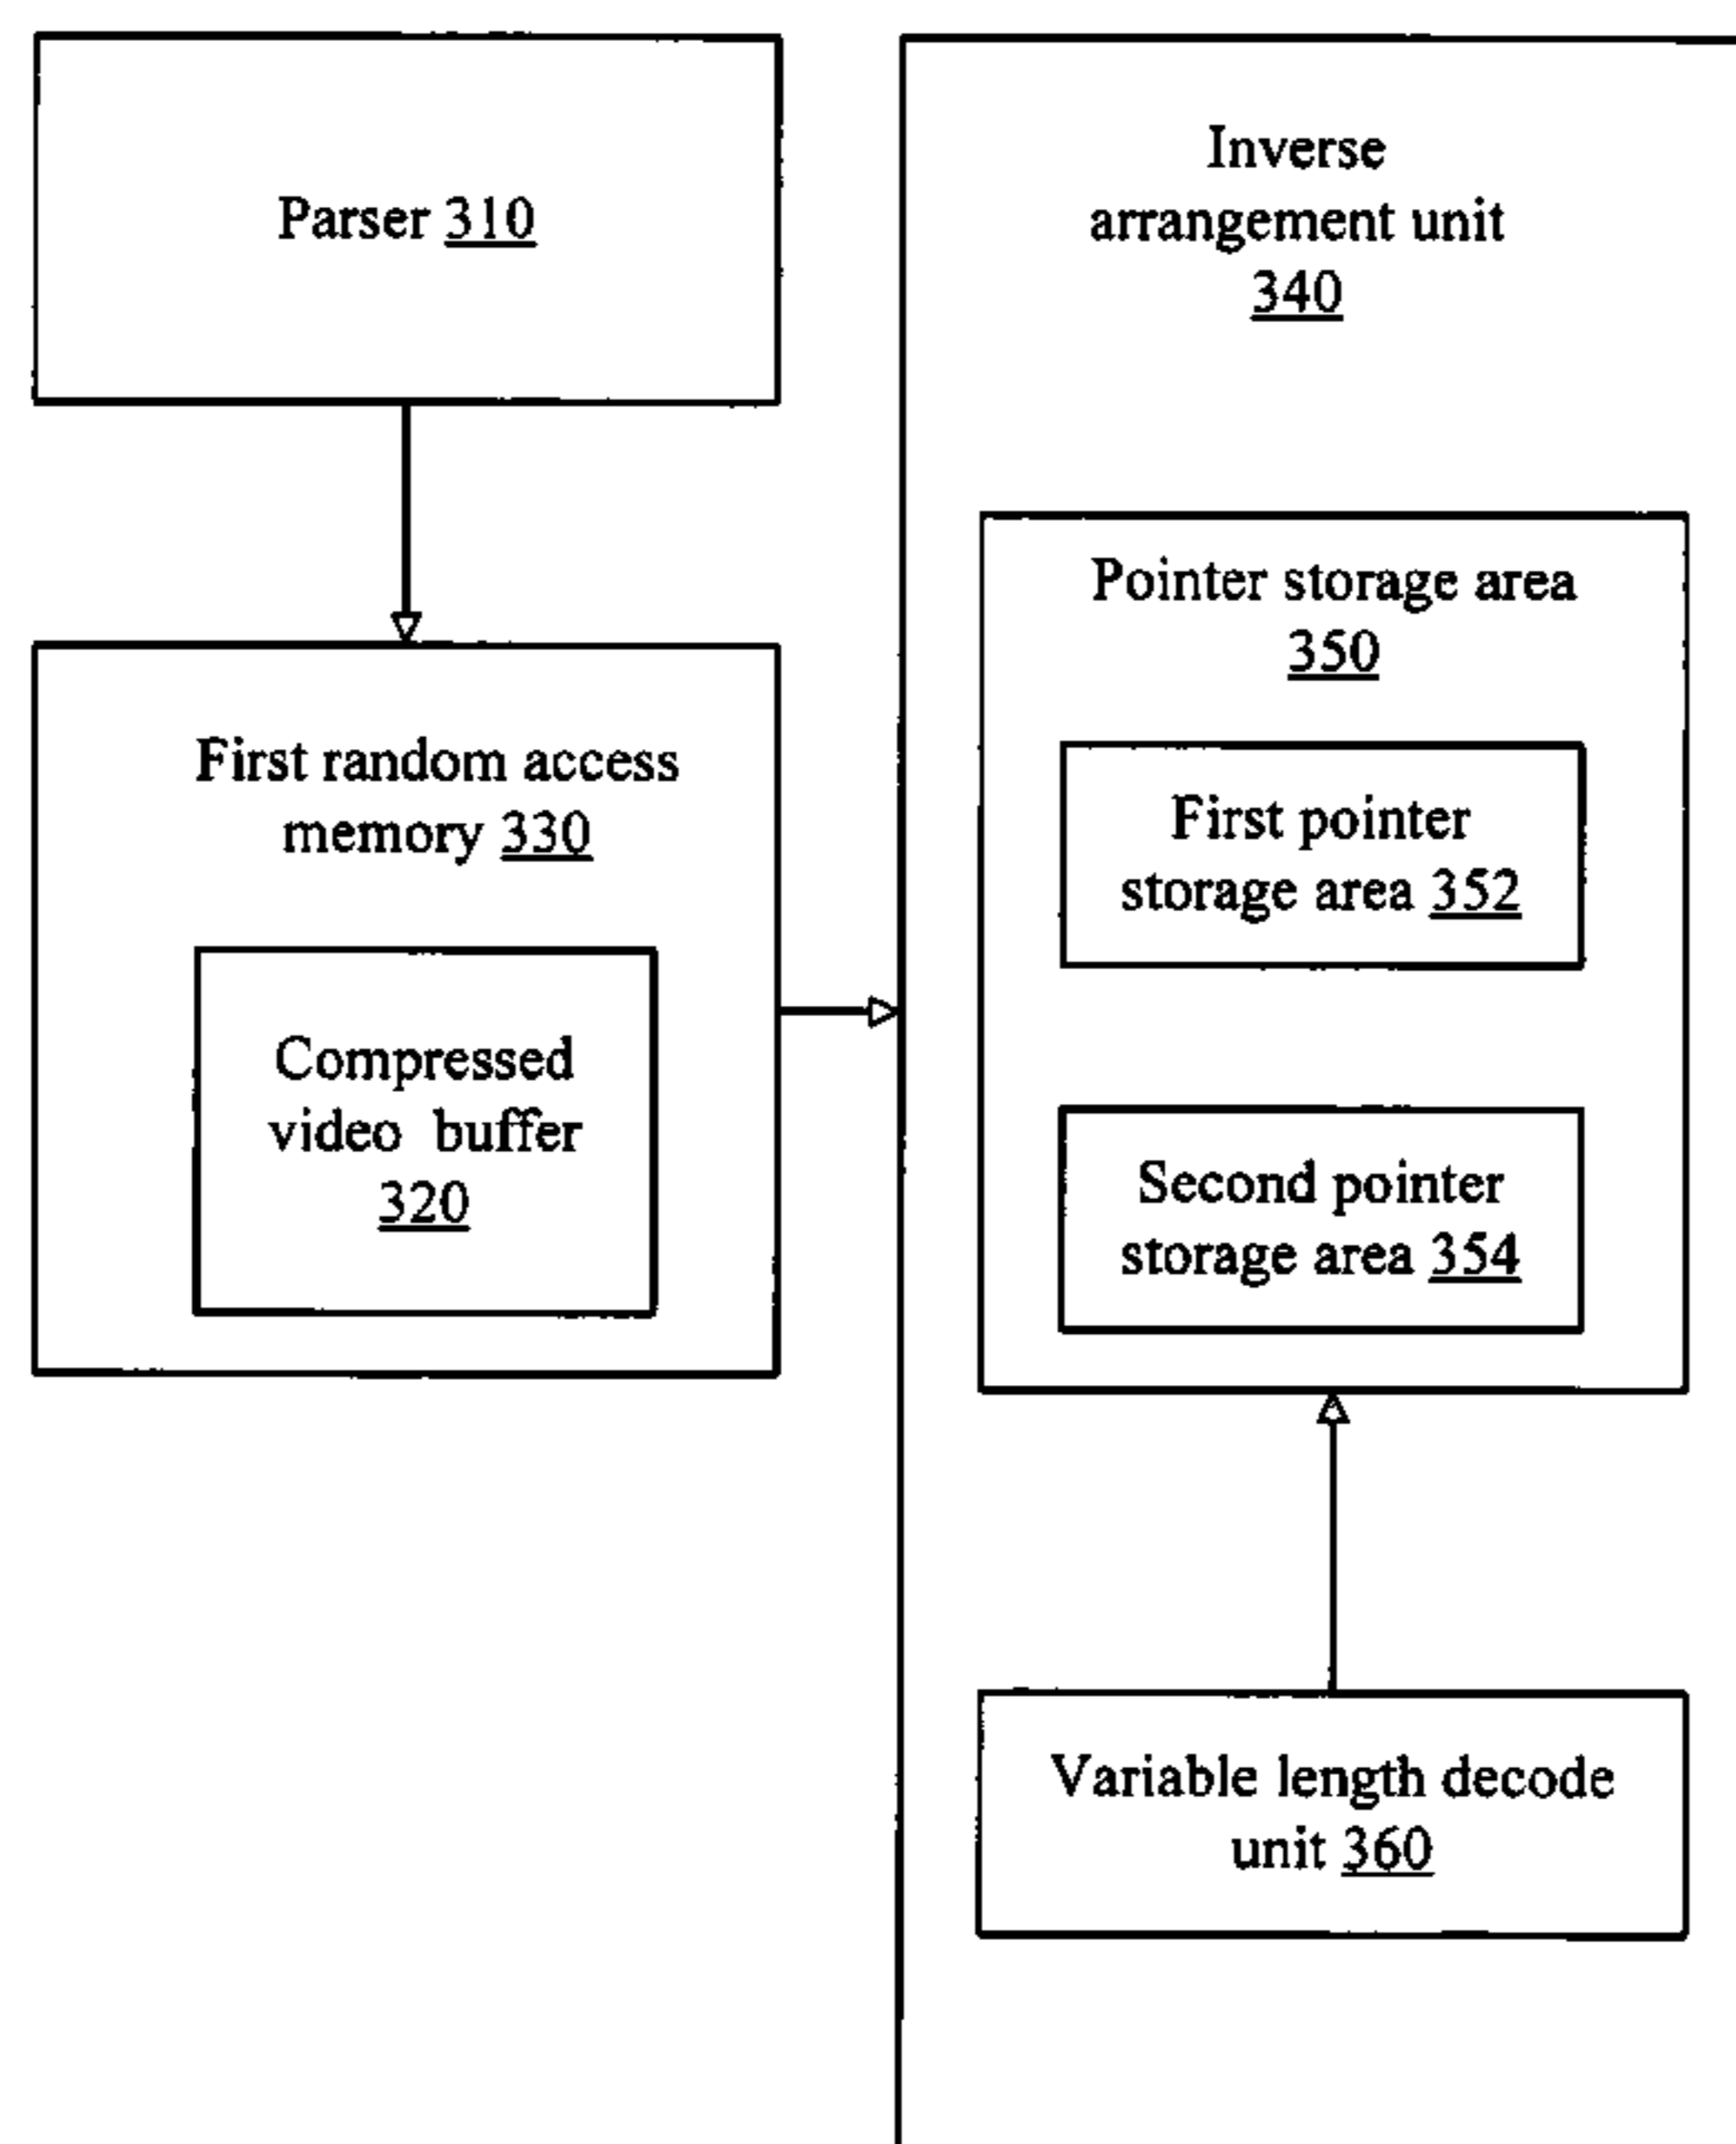 Parser 310
First random access
memory 330
Compressed
video buffer
320
Inverse
arrangement unit
340
Pointer storage area
350
First pointer
storage area 352
Second pointer
storage area 354
Variable length decode
unit 360